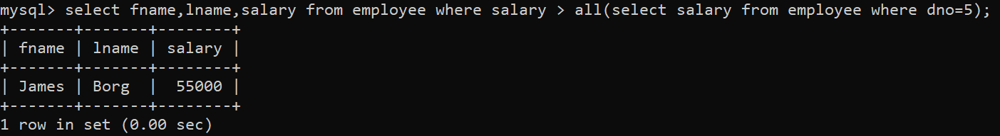 mysql> select fname,lname,salary from employee where salary > all(select salary from employee where dno=5);
+-------+-------+--------+
| fname | lname | salary |
+-------+-------+--------+
| James | Borg  |  55000 |
+-------+-------+--------+
1 row in set (0.00 sec)